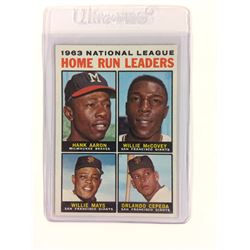 ULTRA•PRO
1963 NATIONAL LEAGUE
HOME RUN LEADERS
M
HANK AARON
MILWAUKEE BRAVES
WILLIE McCOVEY
SAN FRANCISCO GIANTS
WILLIE MAYS
SAN FRANCISCO GIANTS
ORLANDO CEPEDA
SAN FRANCISCO GIANTS